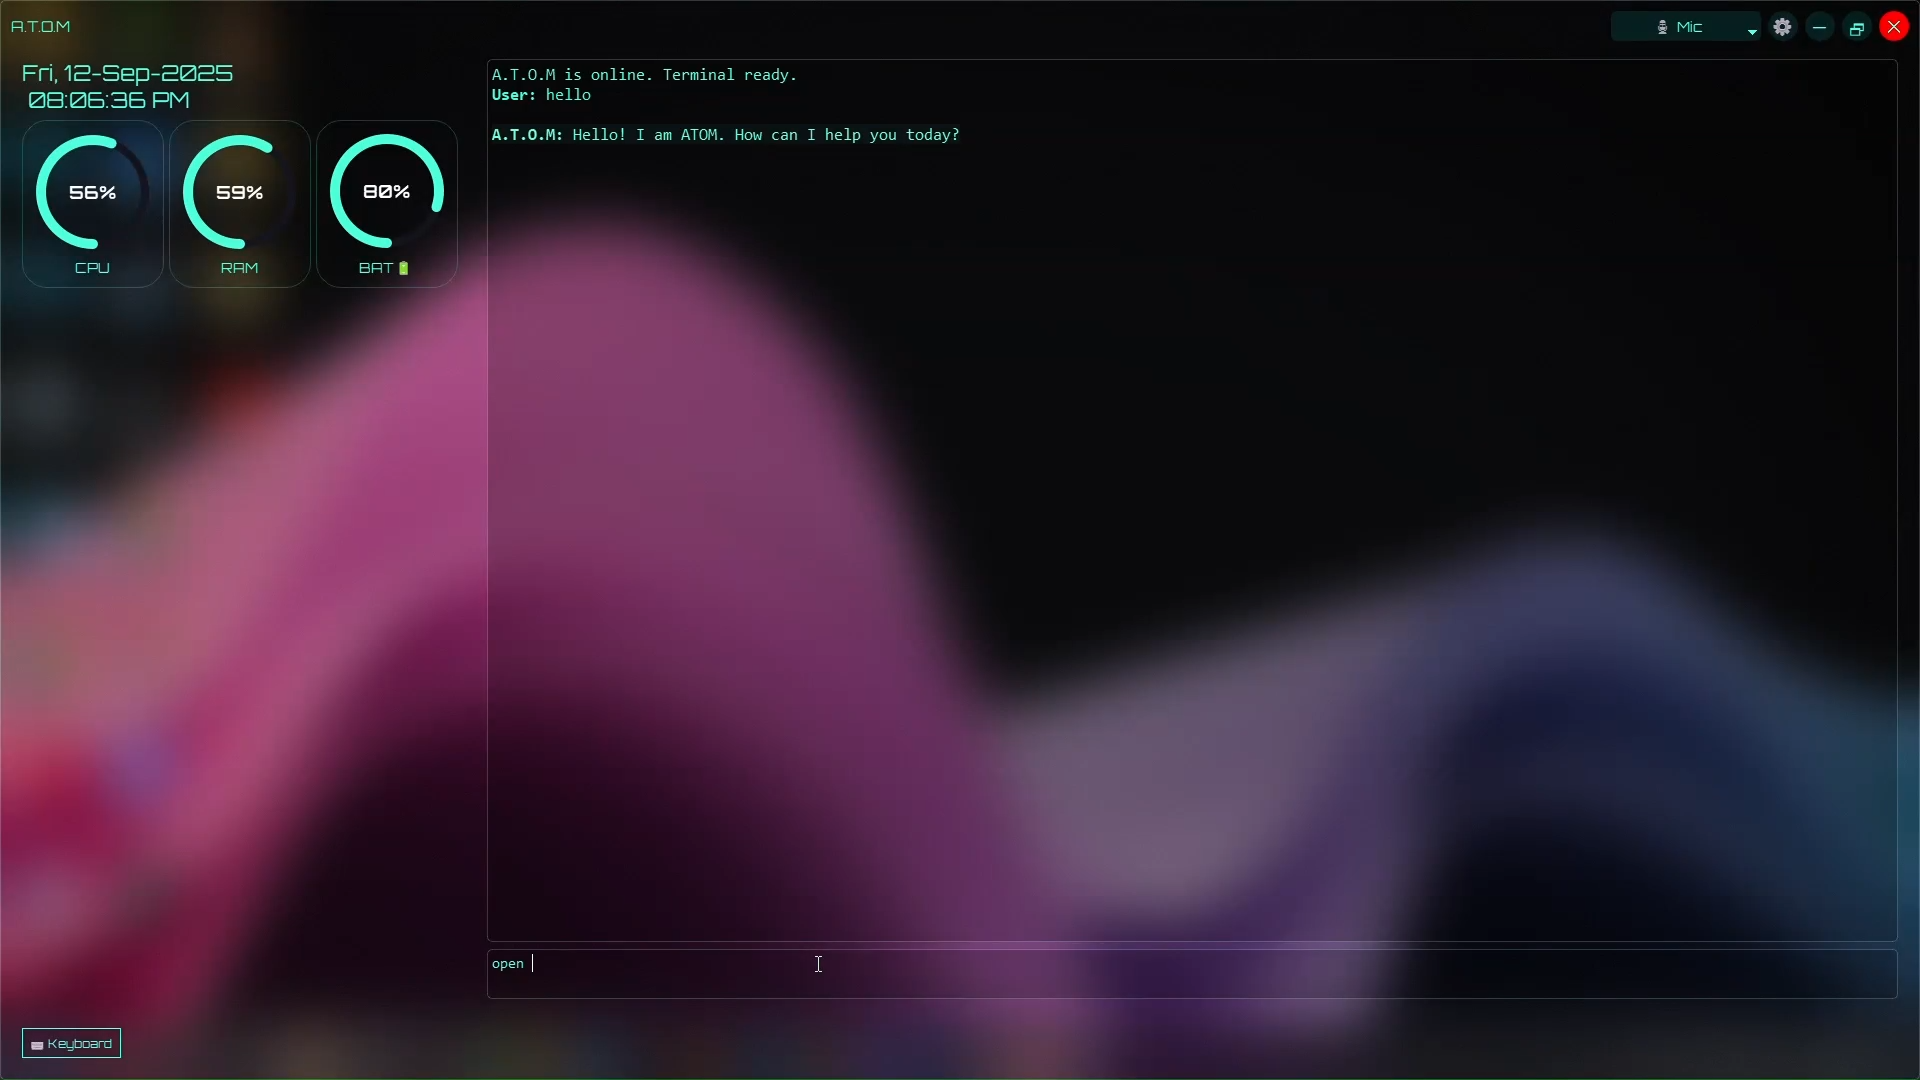 A.T.O.M
Mic
Fri, 12-Sep-2025
08:06:36 PM
56%
CPU
59%
RAM
80%
BAT
A.T.O.M is online. Terminal ready.
User: hello
A.T.O.M: Hello! I am ATOM. How can I help you today?
open
Keyboard